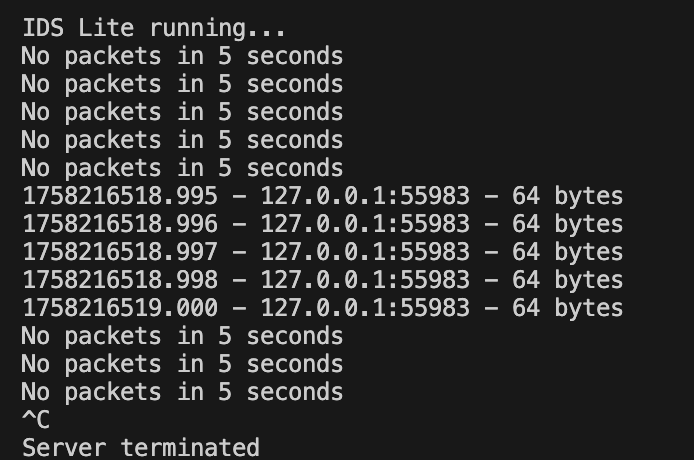 IDS Lite running...
No packets in 5 seconds
No packets in 5 seconds
No packets in 5 seconds
No packets in 5 seconds
No packets in 5 seconds
1758216518.995 - 127.0.0.1:55983 - 64 bytes
1758216518.996 - 127.0.0.1:55983 - 64 bytes
1758216518.997 - 127.0.0.1:55983 - 64 bytes
1758216518.998 - 127.0.0.1:55983 - 64 bytes
1758216519.000 - 127.0.0.1:55983 - 64 bytes
No packets in 5 seconds
No packets in 5 seconds
No packets in 5 seconds
^C
Server terminated